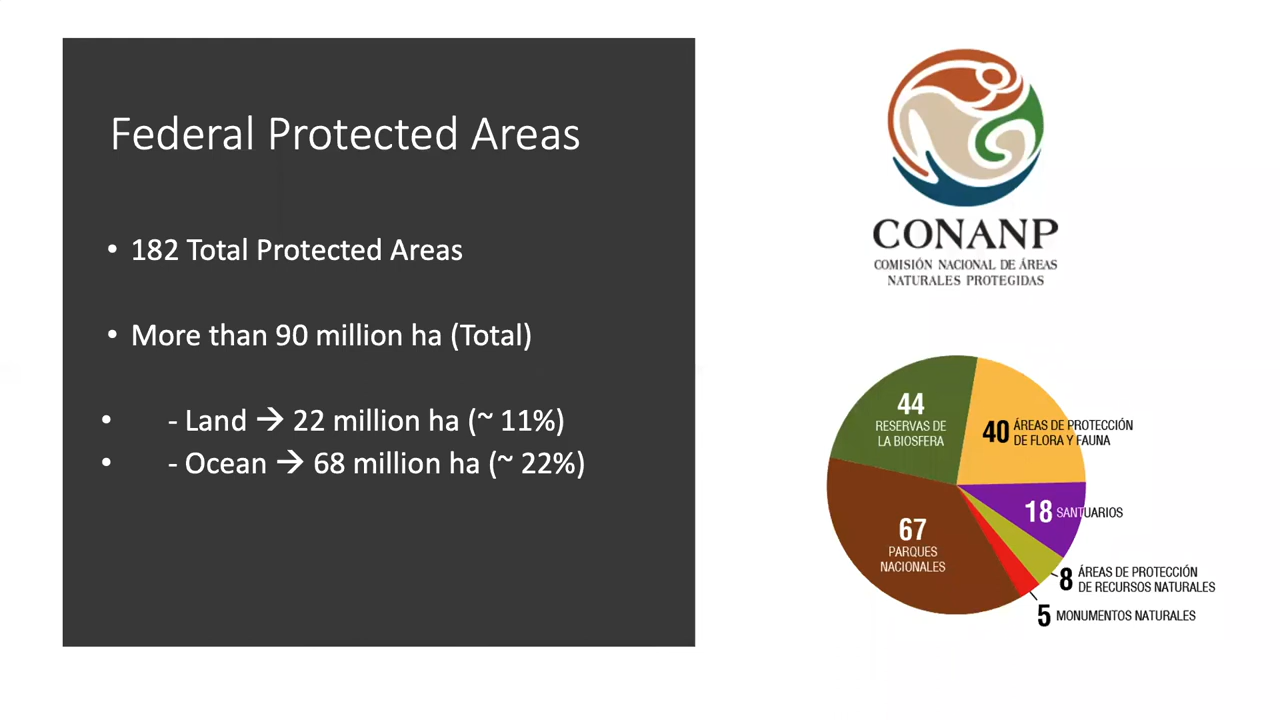 Federal Protected Areas
• 182 Total Protected Areas
• More than 90 million ha (Total)
• - Land → 22 million ha (~ 11%)
• - Ocean → 68 million ha (~ 22%)
CONANP
COMISIÓN NACIONAL DE ÁREAS
NATURALES PROTEGIDAS
44
RESERVAS DE
LA BIOSFERA
40 ÁREAS DE PROTECCIÓN
DE FLORA Y FAUNA
18 SANTUARIOS
67
PARQUES
NACIONALES
8 ÁREAS DE PROTECCIÓN
DE RECURSOS NATURALES
5 MONUMENTOS NATURALES